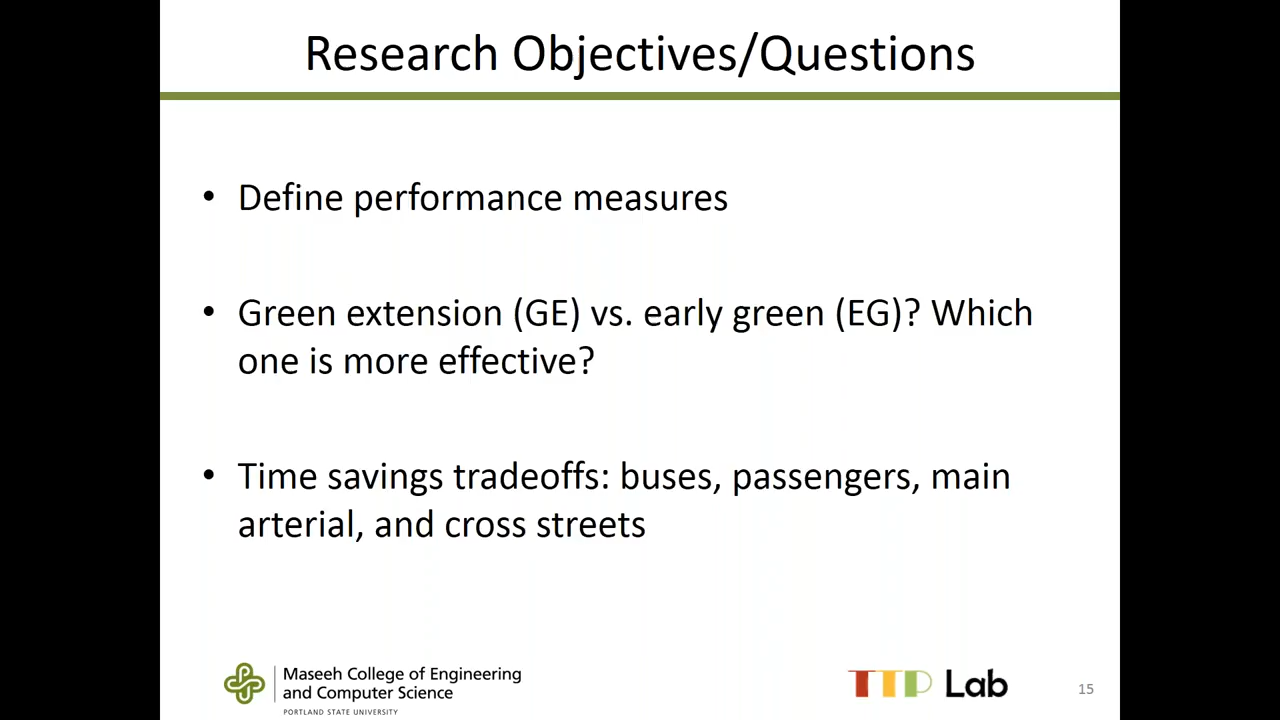 Research Objectives/Questions
• Define performance measures
• Green extension (GE) vs. early green (EG)? Which
one is more effective?
• Time savings tradeoffs: buses, passengers, main
arterial, and cross streets
Maseeh College of Engineering
and Computer Science
PORTLAND STATE UNIVERSITY
TTP Lab
15